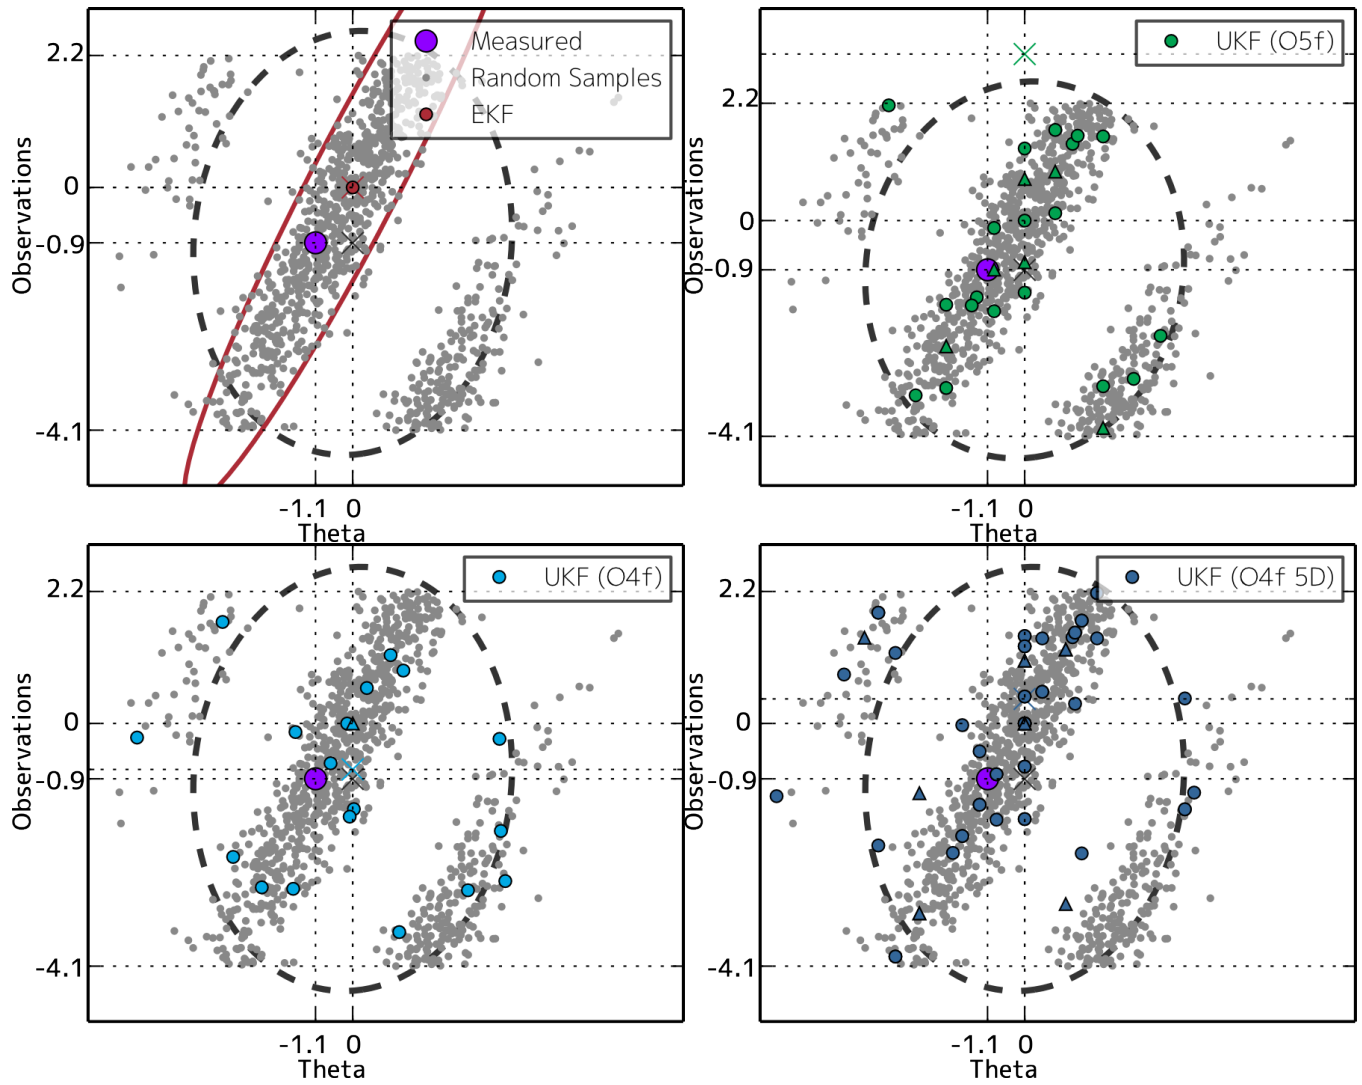 Measured
Random Samples
EKF
2.2
0
-0.9
-4.1
Observations
-1.1 0
Theta
UKF (O5f)
2.2
0
-0.9
-4.1
Observations
-1.1 0
Theta
UKF (O4f)
2.2
0
-0.9
-4.1
Observations
-1.1 0
Theta
UKF (O4f 5D)
2.2
0
-0.9
-4.1
Observations
-1.1 0
Theta